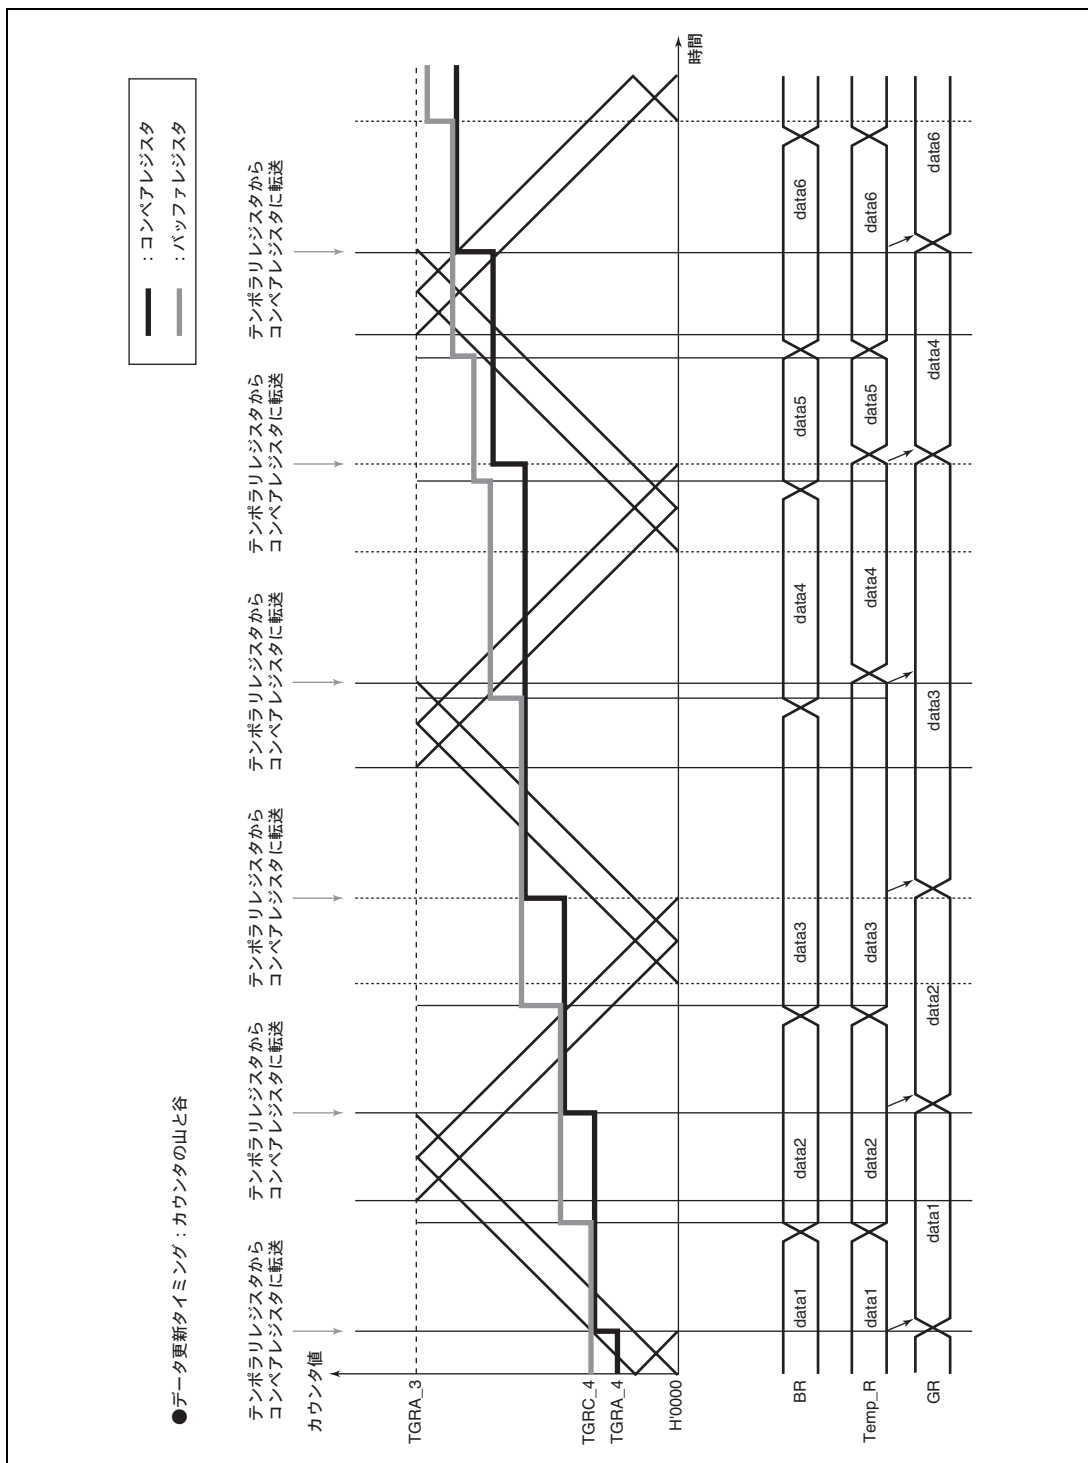 ●データ更新タイミング：カウンタの山と谷
：コンペアレジスタ
：バッファレジスタ
テンポラリレジスタから
コンペアレジスタに転送
テンポラリレジスタから
コンペアレジスタに転送
テンポラリレジスタから
コンペアレジスタに転送
テンポラリレジスタから
コンペアレジスタに転送
テンポラリレジスタから
コンペアレジスタに転送
テンポラリレジスタから
コンペアレジスタに転送
カウンタ値
TGRA_3
TGRC_4
TGRA_4
H'0000
時間
BR
data1
data2
data3
data4
data5
data6
Temp_R
data1
data2
data3
data4
data5
data6
GR
data1
data2
data3
data4
data6